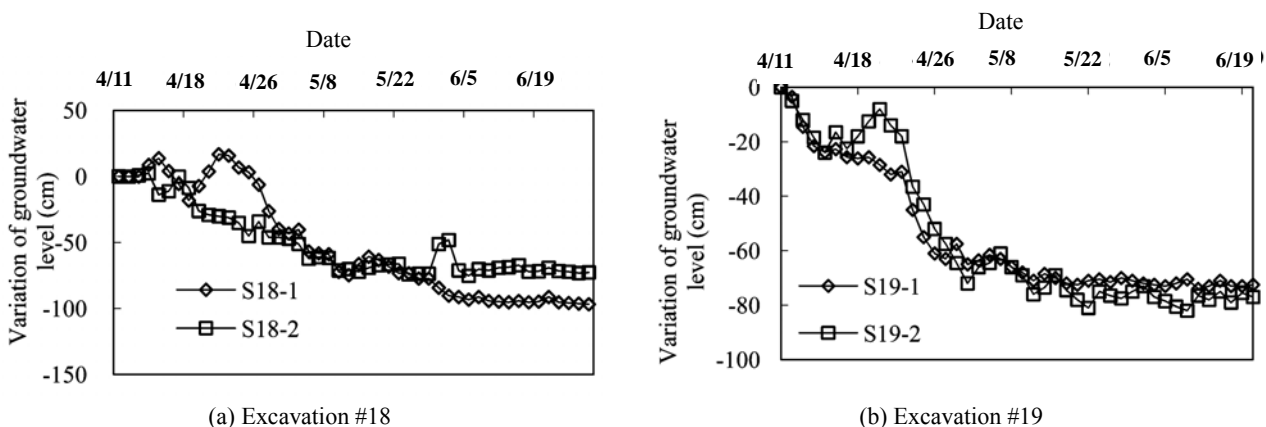 Date
4/11 4/18 4/26 5/8 5/22 6/5 6/19
50
0
-50
-100
-150
Variation of groundwater
level (cm)
S18-1
S18-2
(a) Excavation #18
Date
4/11 4/18 4/26 5/8 5/22 6/5 6/19
0
-20
-40
-60
-80
-100
Variation of groundwater
level (cm)
S19-1
S19-2
(b) Excavation #19